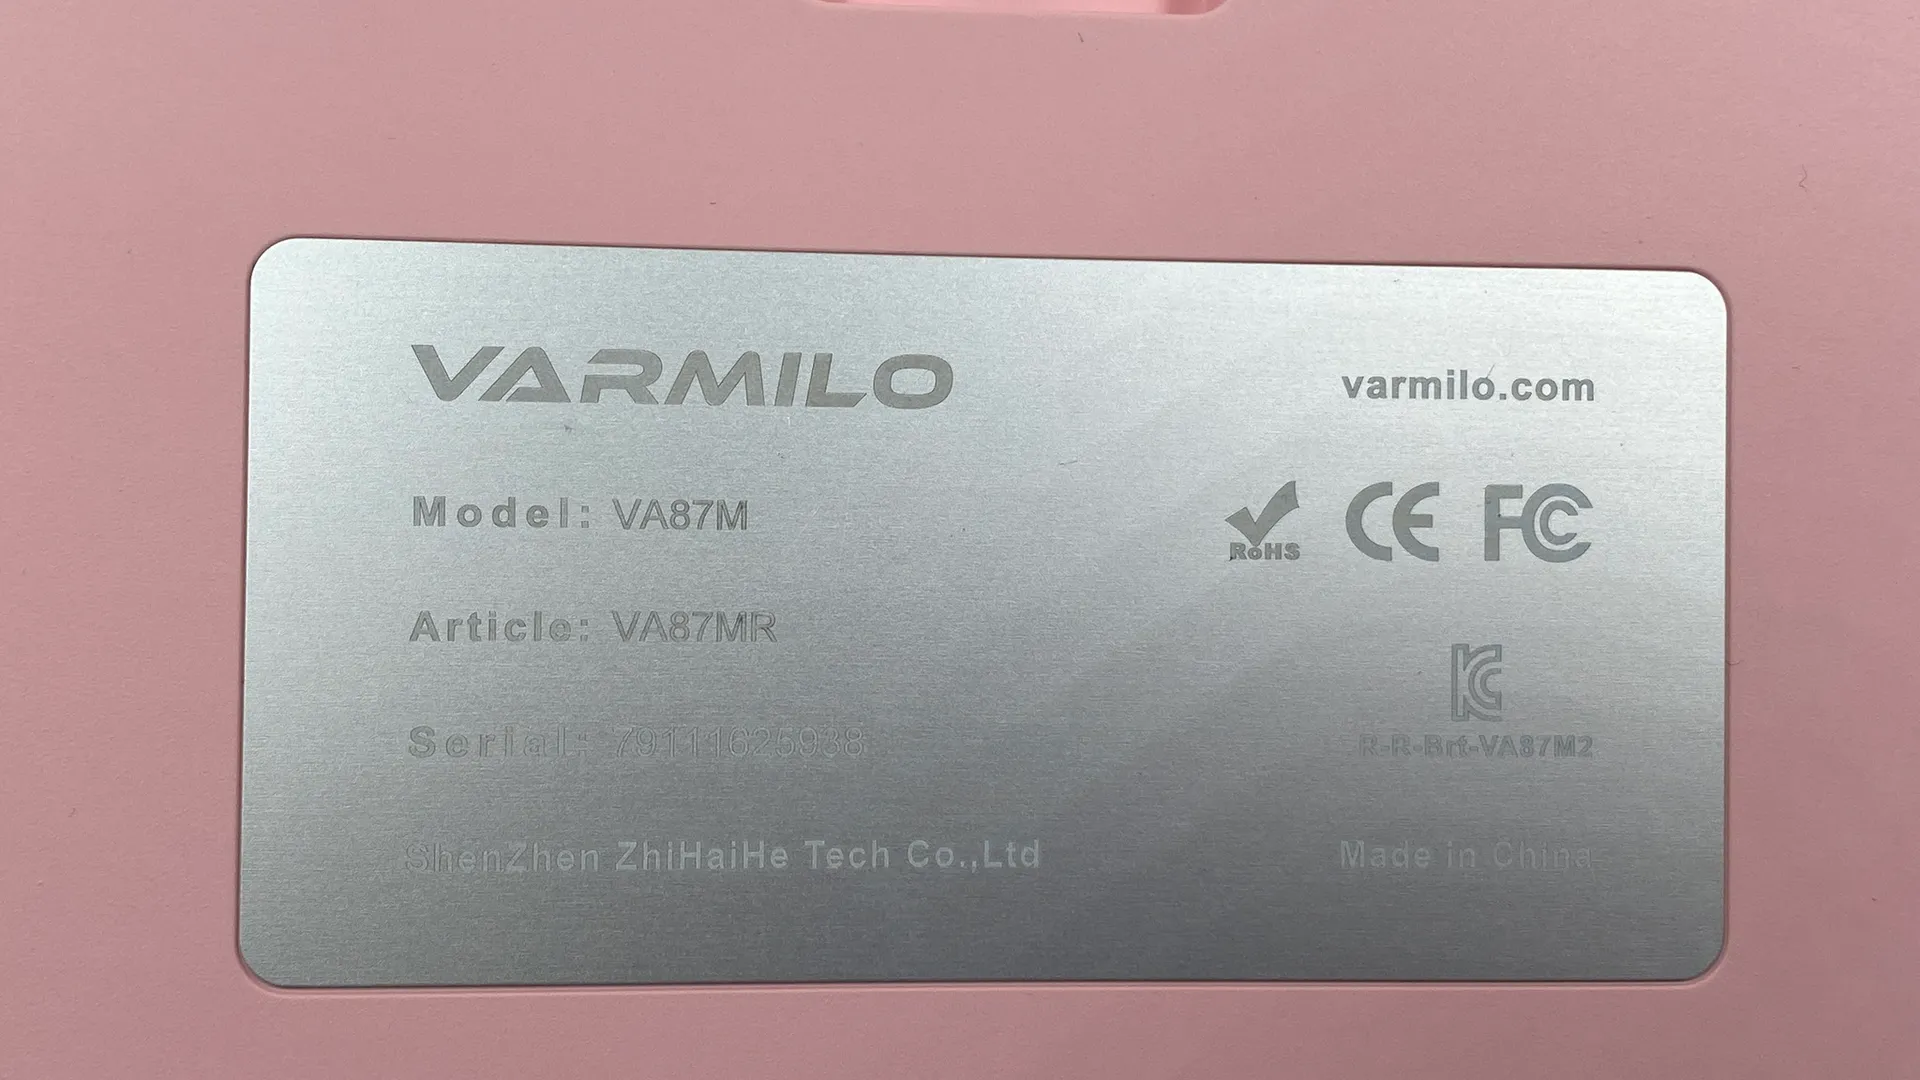 VARMILO
varmilo.com
Model: VA87M
RoHS CE FC
Article: VA87MR
KC
Serial: 79111625938
R-R-Brt-VA87M2
ShenZhen ZhiHaiHe Tech Co.,Ltd
Made in China